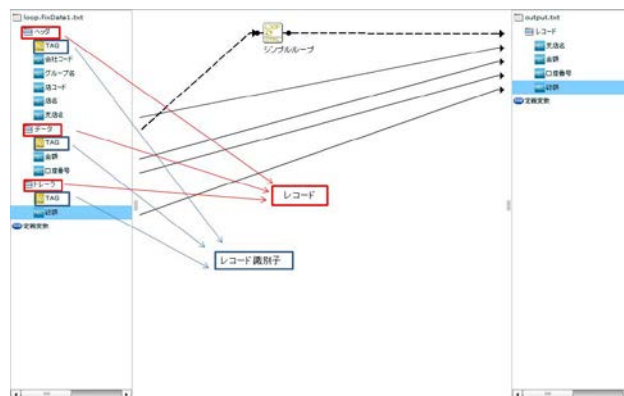 loop.fixData1.txt
ヘッダ
TAG
会社コード
グループ名
店コード
店名
支店名
データ
TAG
金額
口座番号
トレーラ
TAG
総額
定義変数
シンプルループ
レコード
レコード識別子
output.txt
レコード
支店名
金額
口座番号
総額
定義変数